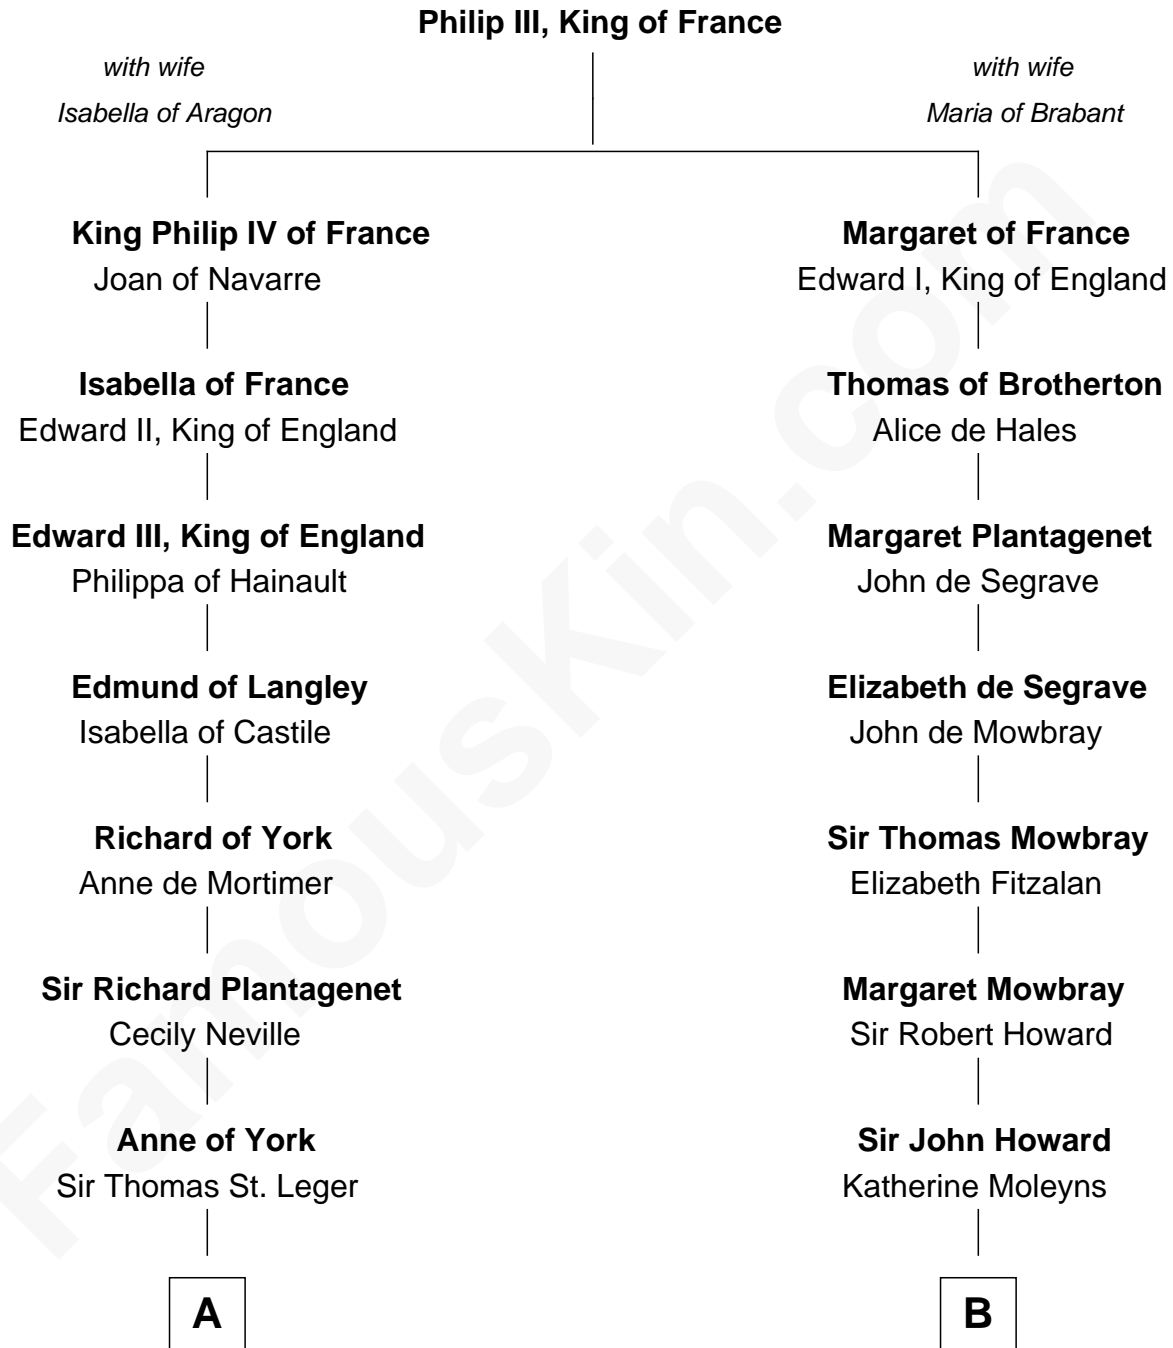 Philip III, King of France
with wife
Isabella of Aragon
with wife
Maria of Brabant
King Philip IV of France
Joan of Navarre
Isabella of France
Edward II, King of England
Edward III, King of England
Philippa of Hainault
Edmund of Langley
Isabella of Castile
Richard of York
Anne de Mortimer
Sir Richard Plantagenet
Cecily Neville
Anne of York
Sir Thomas St. Leger
A
Margaret of France
Edward I, King of England
Thomas of Brotherton
Alice de Hales
Margaret Plantagenet
John de Segrave
Elizabeth de Segrave
John de Mowbray
Sir Thomas Mowbray
Elizabeth Fitzalan
Margaret Mowbray
Sir Robert Howard
Sir John Howard
Katherine Moleyns
B
FamousKin.com